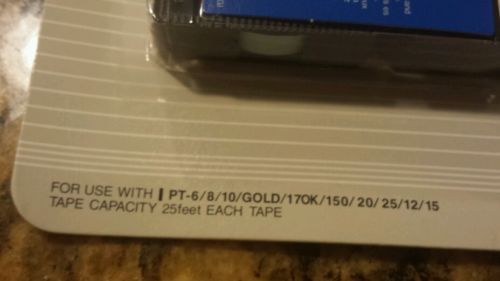 FOR USE WITH | PT-6/8/10/GOLD/170K/150/20/25/12/15
TAPE CAPACITY 25feet EACH TAPE